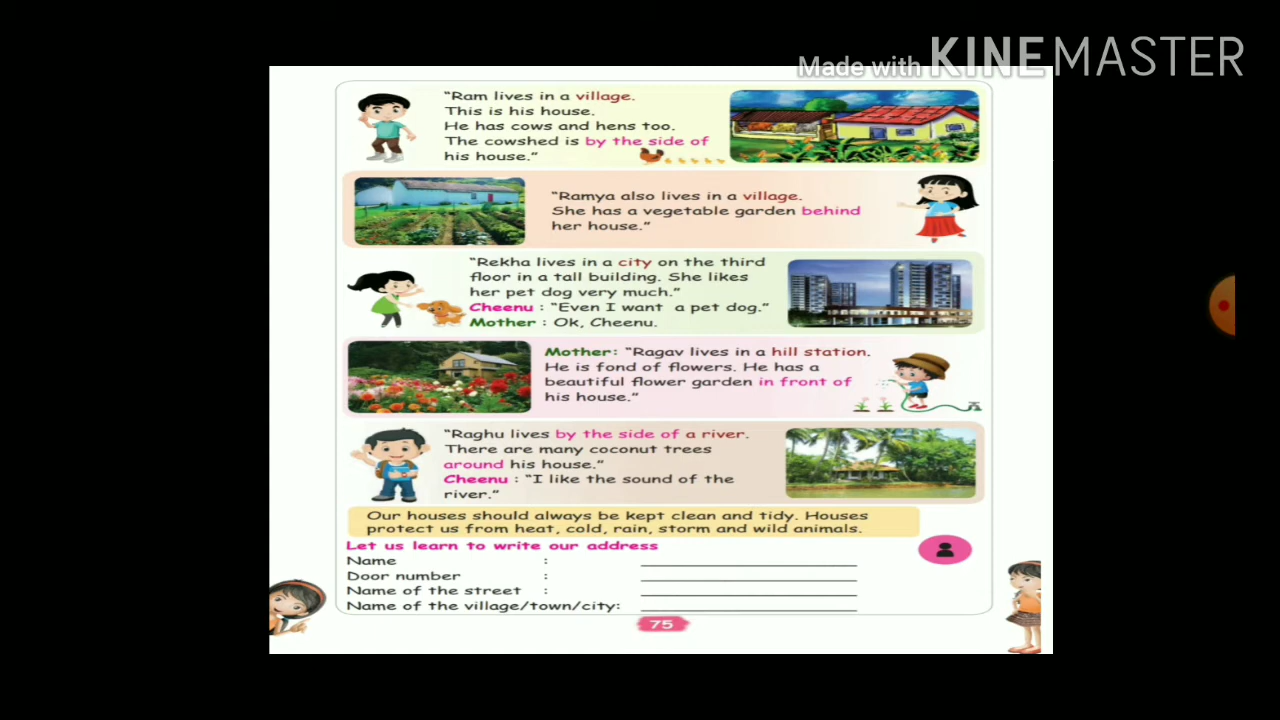 Made with KINEMASTER
"Ram lives in a village.
This is his house.
He has cows and hens too.
The cowshed is by the side of
his house."
"Ramya also lives in a village.
She has a vegetable garden behind
her house."
"Rekha lives in a city on the third
floor in a tall building. She likes
her pet dog very much."
Cheenu : "Even I want a pet dog."
Mother : Ok, Cheenu.
Mother: "Ragav lives in a hill station.
He is fond of flowers. He has a
beautiful flower garden in front of
his house."
"Raghu lives by the side of a river.
There are many coconut trees
around his house."
Cheenu : "I like the sound of the
river."
Our houses should always be kept clean and tidy. Houses
protect us from heat, cold, rain, storm and wild animals.
Let us learn to write our address
Name :
Door number :
Name of the street :
Name of the village/town/city:
75